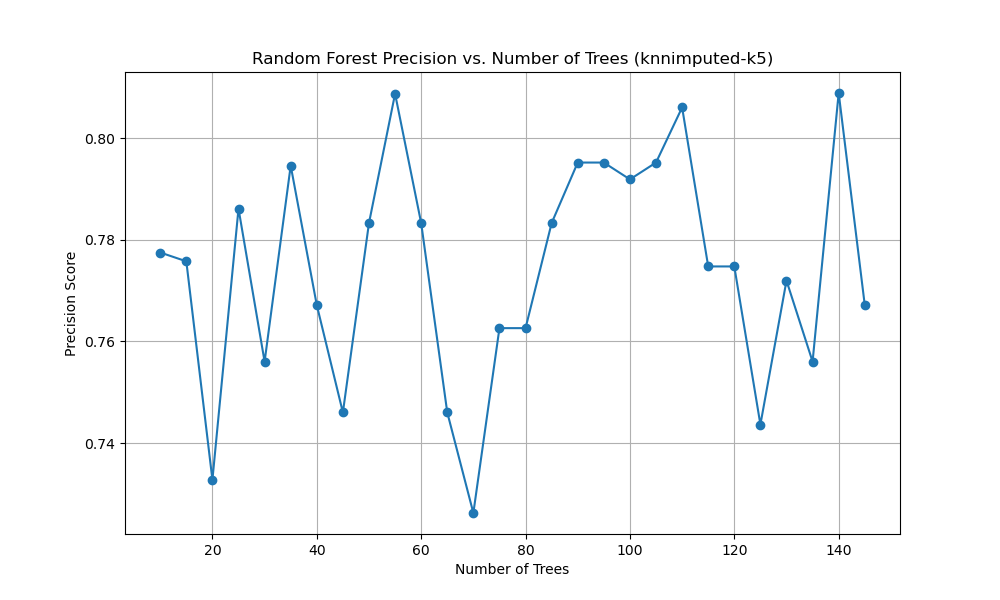 Random Forest Precision vs. Number of Trees (knnimputed-k5)
Precision Score
0.80
0.78
0.76
0.74
20 40 60 80 100 120 140
Number of Trees